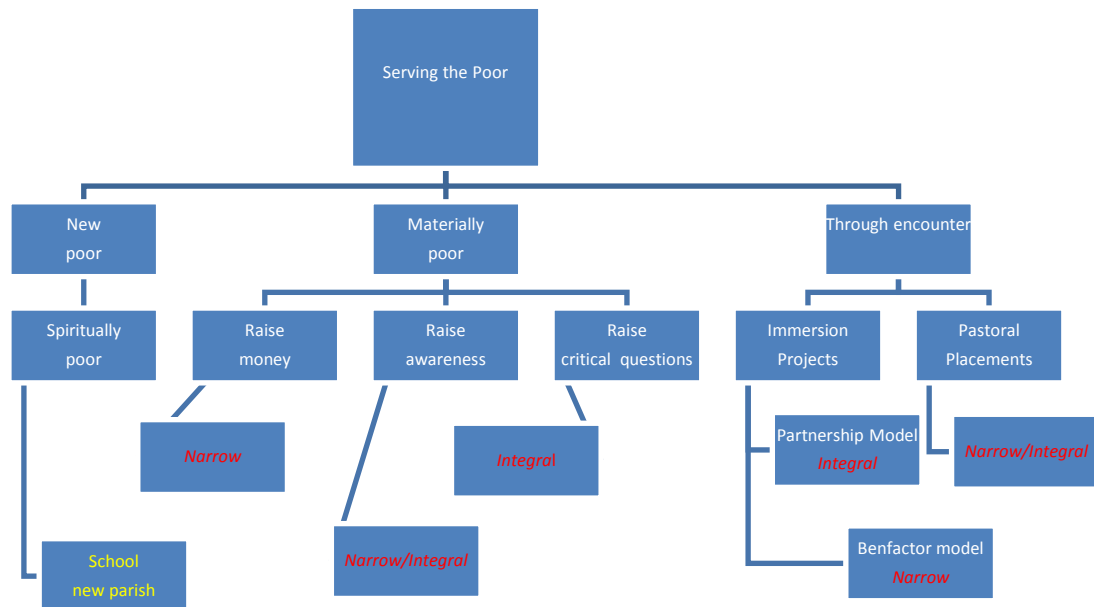 Serving the Poor
New
poor
Materially
poor
Through encounter
Spiritually
poor
Raise
money
Raise
awareness
Raise
critical questions
Immersion
Projects
Pastoral
Placements
Narrow
Integral
Partnership Model
Integral
Narrow/Integral
Narrow/Integral
School
new parish
Benfactor model
Narrow